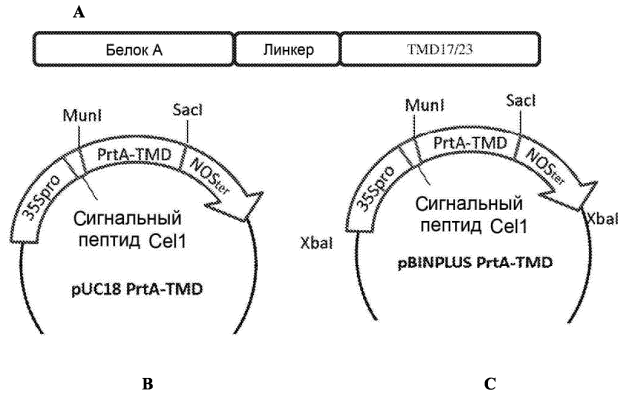 A
Белок А Линкер TMD17/23
MunI SacI
35Spro PrtA-TMD NOSter
Сигнальный
пептид Cel1
pUC18 PrtA-TMD
B
MunI SacI
35Spro PrtA-TMD NOSter
Сигнальный
пептид Cel1
XbaI XbaI
pBINPLUS PrtA-TMD
C